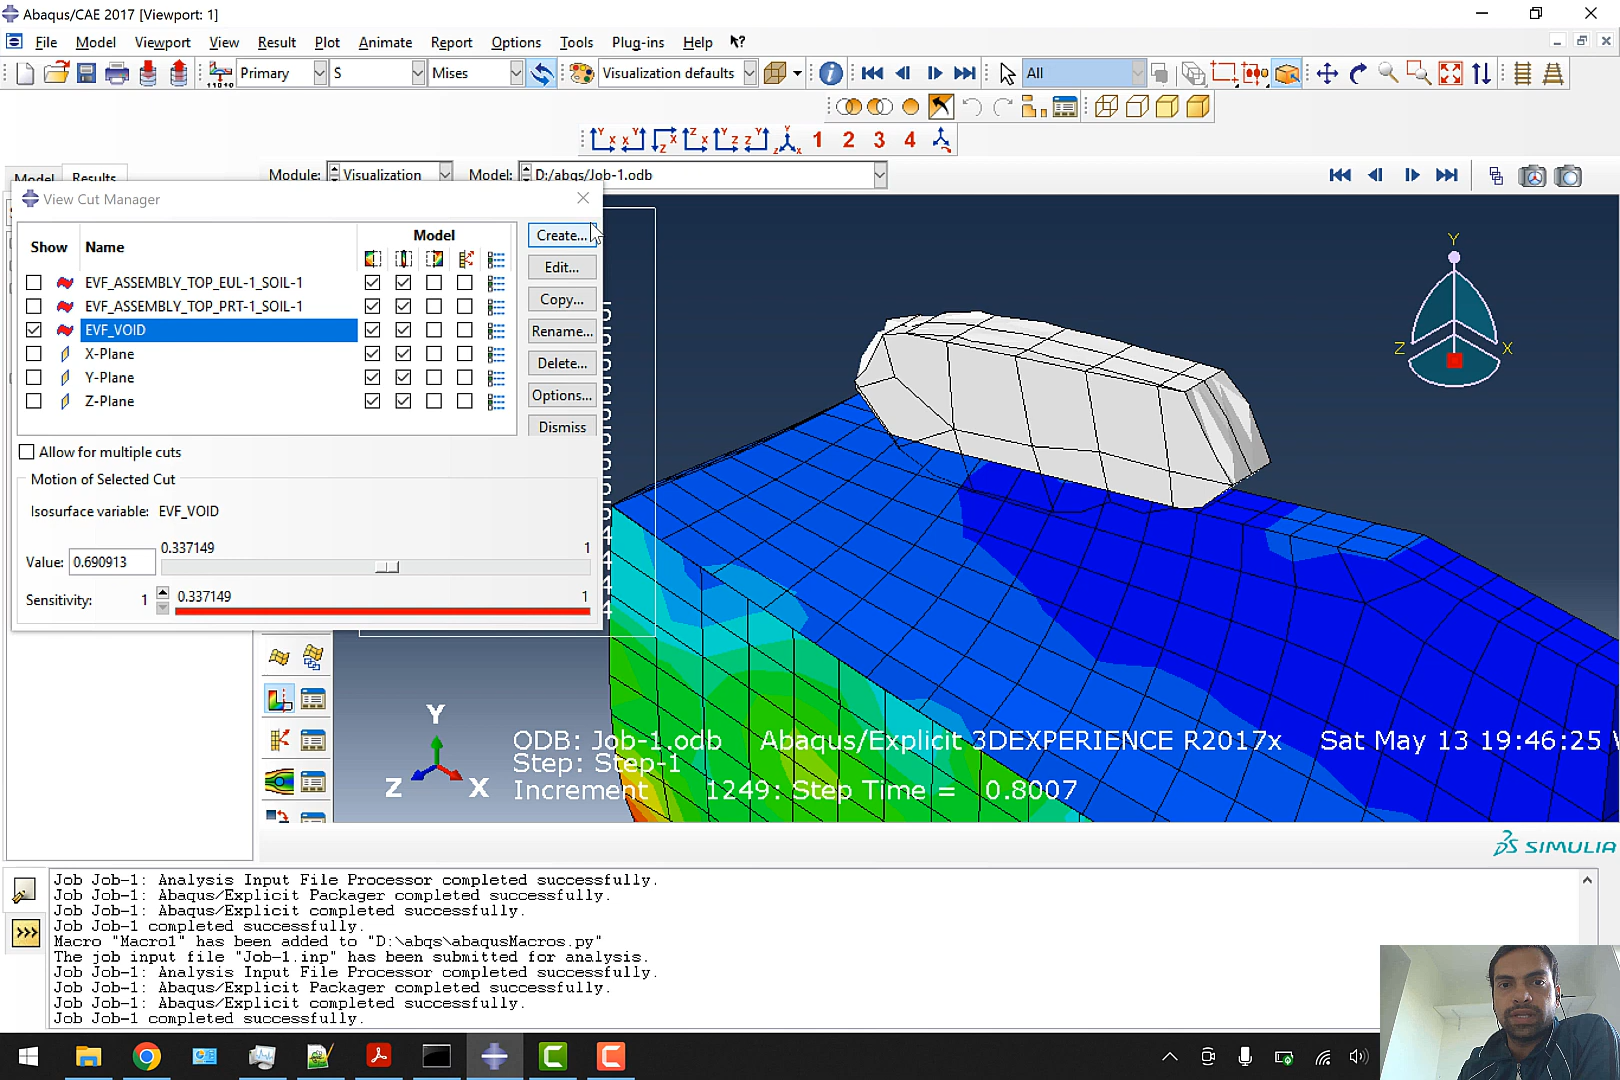 Abaqus/CAE 2017 [Viewport: 1]
File Model Viewport View Result Plot Animate Report Options Tools Plug-ins Help
Primary S Mises Visualization defaults All
1 2 3 4
Model Results Module: Visualization Model: D:/abqs/Job-1.odb
View Cut Manager
Show Name Model
Create...
Edit...
EVF_ASSEMBLY_TOP_EUL-1_SOIL-1
Copy...
EVF_ASSEMBLY_TOP_PRT-1_SOIL-1
Rename...
EVF_VOID
X-Plane
Delete...
Y-Plane
Options...
Z-Plane
Dismiss
Allow for multiple cuts
Motion of Selected Cut
Isosurface variable: EVF_VOID
0.337149 1
Value: 0.690913
Sensitivity: 1 0.337149 1
Y
Z X
Y
Z X
ODB: Job-1.odb Abaqus/Explicit 3DEXPERIENCE R2017x Sat May 13 19:46:25
Step: Step-1
Increment 1249: Step Time = 0.8007
SIMULIA
Job Job-1: Analysis Input File Processor completed successfully.
Job Job-1: Abaqus/Explicit Packager completed successfully.
Job Job-1: Abaqus/Explicit completed successfully.
Job Job-1 completed successfully.
Macro "Macro1" has been added to "D:\abqs\abaqusMacros.py"
The job input file "Job-1.inp" has been submitted for analysis.
Job Job-1: Analysis Input File Processor completed successfully.
Job Job-1: Abaqus/Explicit Packager completed successfully.
Job Job-1: Abaqus/Explicit completed successfully.
Job Job-1 completed successfully.